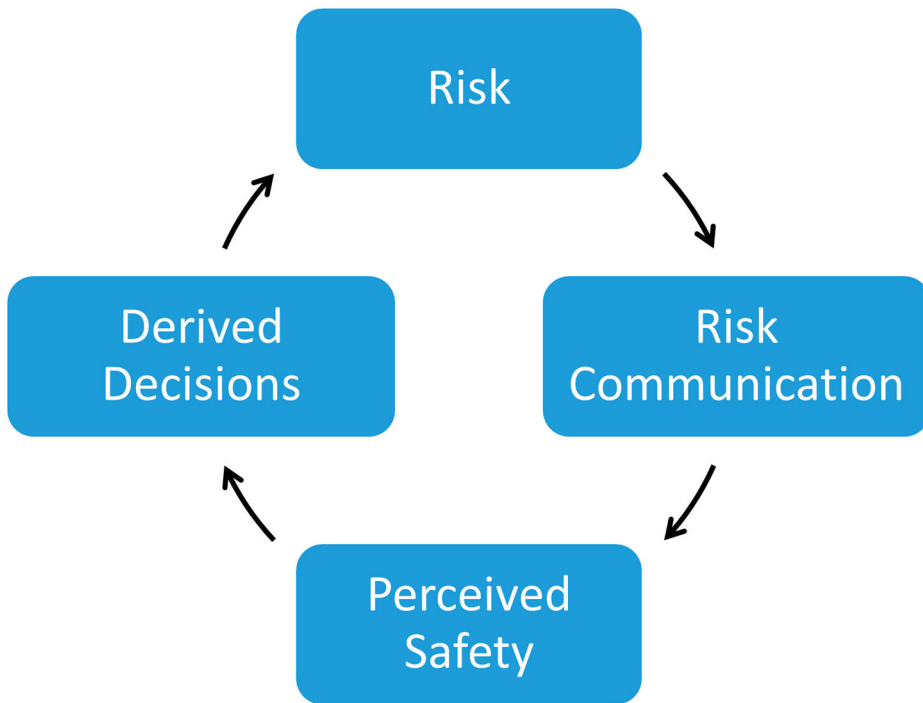 Risk
Risk
Communication
Perceived
Safety
Derived
Decisions